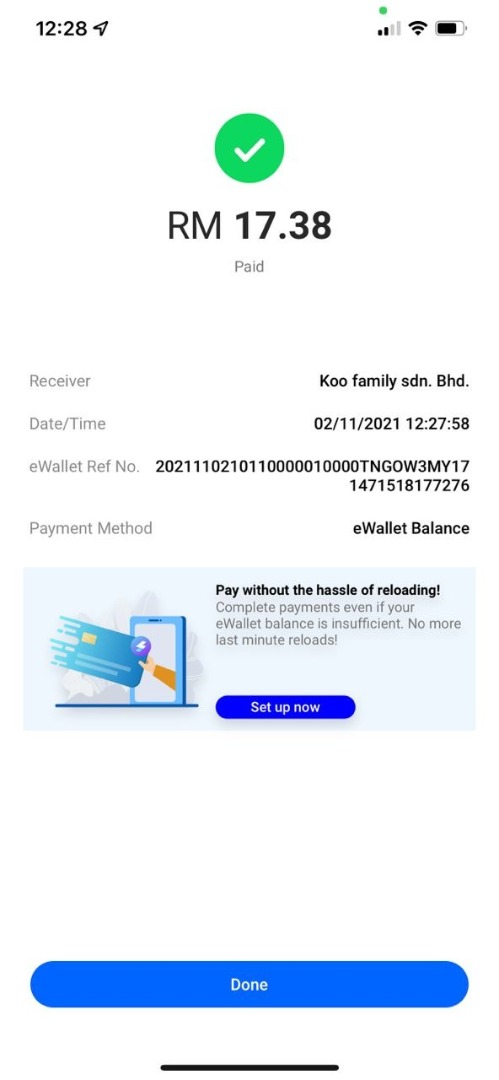 12:28
RM 17.38
Paid
Receiver Koo family sdn. Bhd.
Date/Time 02/11/2021 12:27:58
eWallet Ref No. 2021110210110000010000TNGOW3MY17
1471518177276
Payment Method eWallet Balance
Pay without the hassle of reloading!
Complete payments even if your
eWallet balance is insufficient. No more
last minute reloads!
Set up now
Done